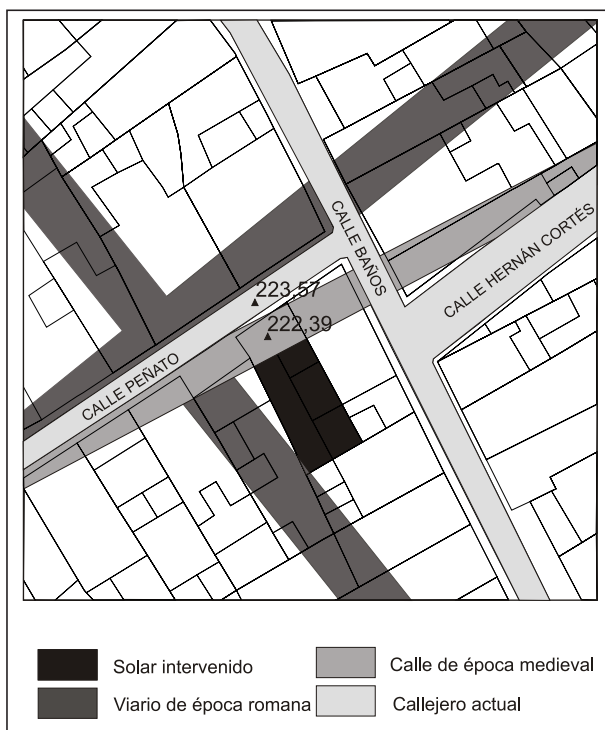 CALLE BAÑOS
CALLE HERNÁN CORTÉS
223,57
222,39
CALLE PEÑATO
Solar intervenido
Calle de época medieval
Viario de época romana
Callejero actual